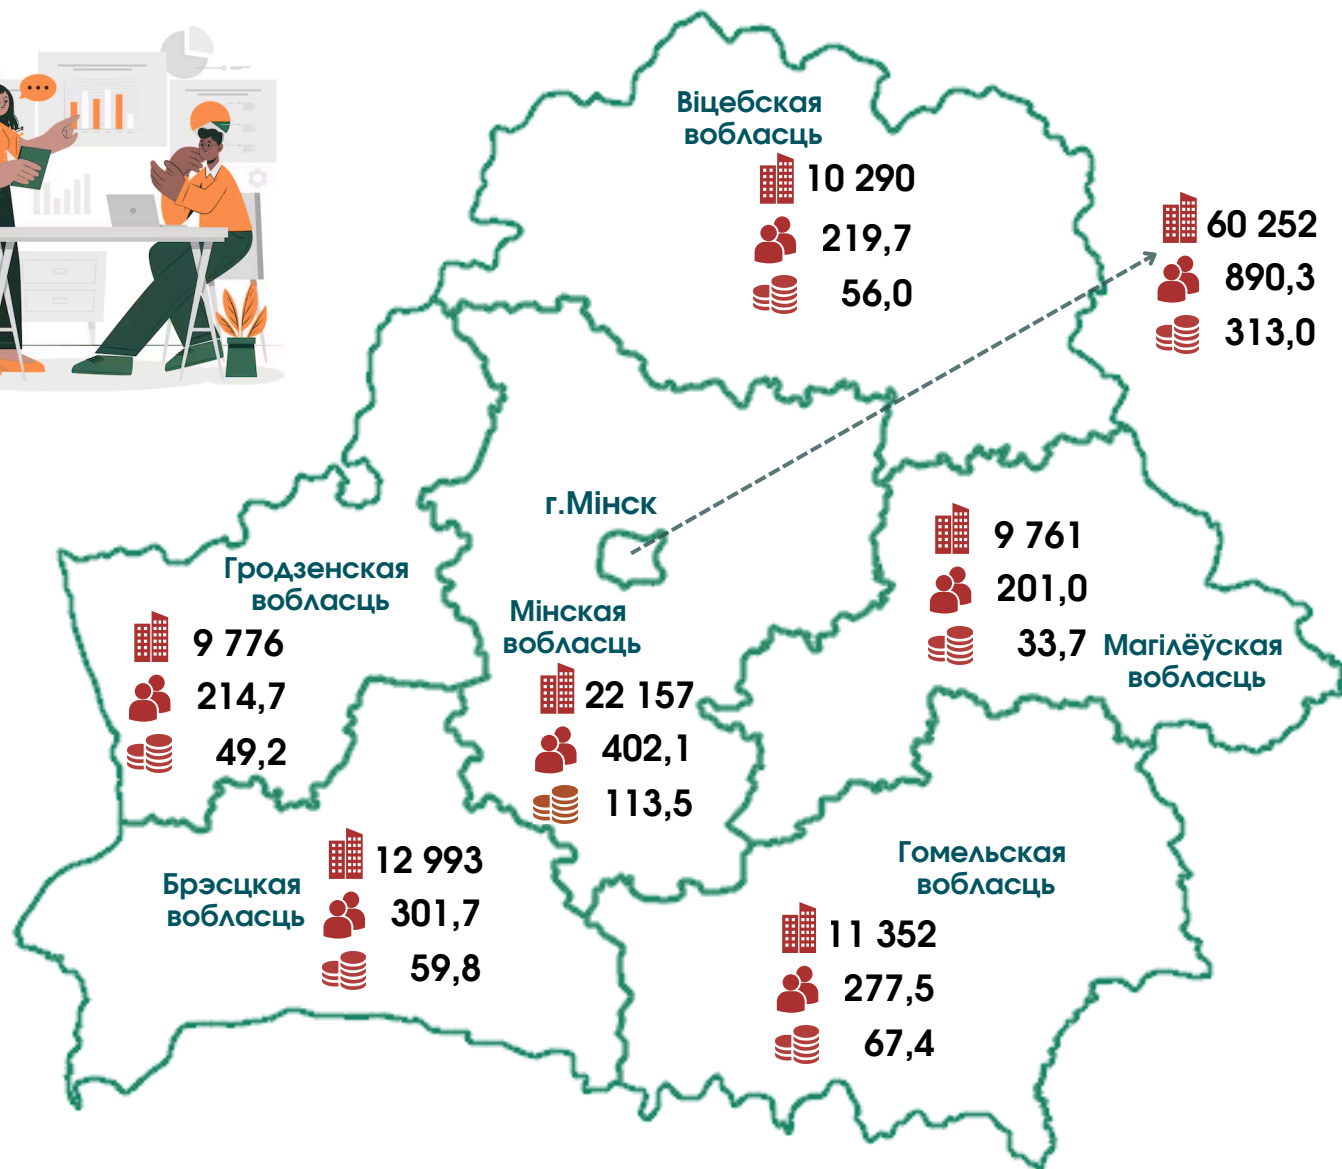 Віцебская
вобласць
10 290
219,7
56,0
60 252
890,3
313,0
г.Мінск
9 761
201,0
33,7
Магілёўская
вобласць
Гродзенская
вобласць
9 776
214,7
49,2
Мінская
вобласць
22 157
402,1
113,5
Брэсцкая
вобласць
12 993
301,7
59,8
Гомельская
вобласць
11 352
277,5
67,4